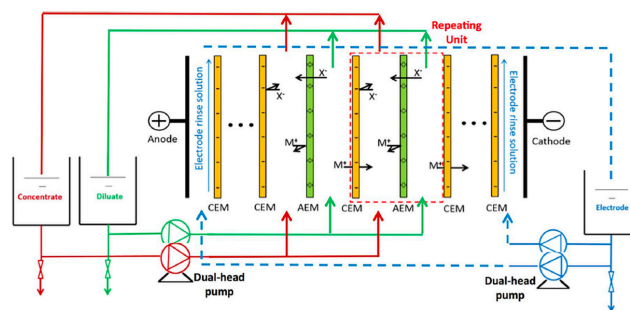 Repeating
Unit
Electrode rinse solution
Electrode rinse solution
X-
X-
X-
X-
+
Anode
−
Cathode
M+
M+
M+
M+
Concentrate
Diluate
Electrode
CEM
CEM
AEM
CEM
AEM
CEM
CEM
Dual-head
pump
Dual-head
pump